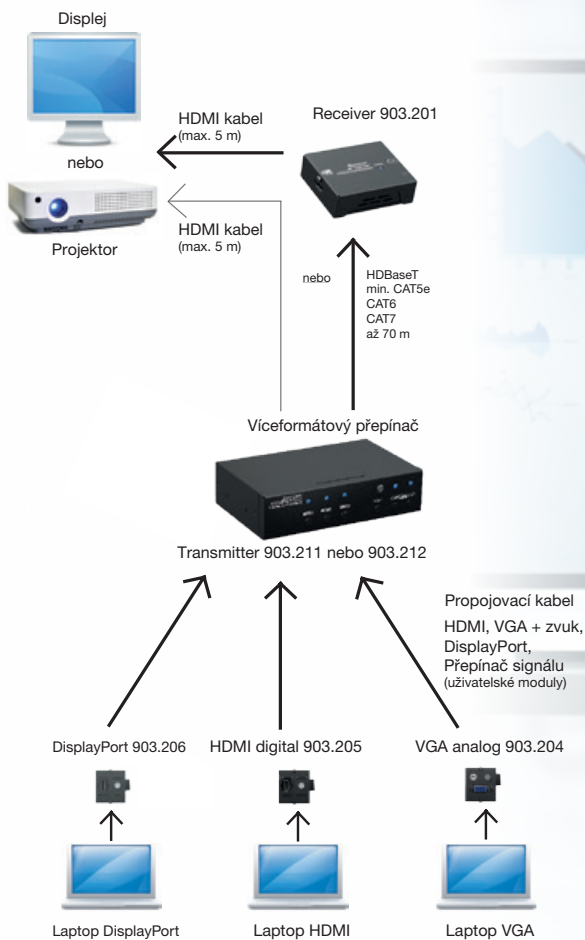 Displej
HDMI kabel
(max. 5 m)
Receiver 903.201
nebo
Projektor
HDMI kabel
(max. 5 m)
nebo
HDBaseT
min. CAT5e
CAT6
CAT7
až 70 m
Víceformátový přepínač
Transmitter 903.211 nebo 903.212
Propojovací kabel
HDMI, VGA + zvuk,
DisplayPort,
Přepínač signálu
(uživatelské moduly)
DisplayPort 903.206
HDMI digital 903.205
VGA analog 903.204
Laptop DisplayPort
Laptop HDMI
Laptop VGA